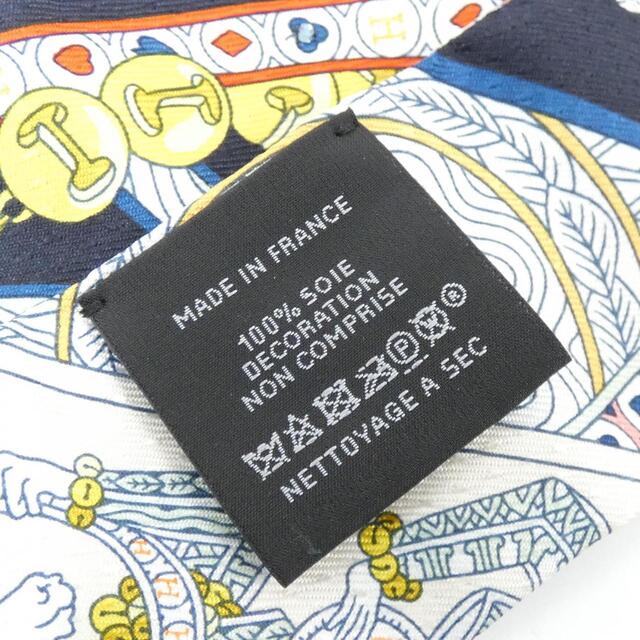 MADE IN FRANCE
100% SOIE
DECORATION
NON COMPRISE
NETTOYAGE A SEC
H
H
H
H